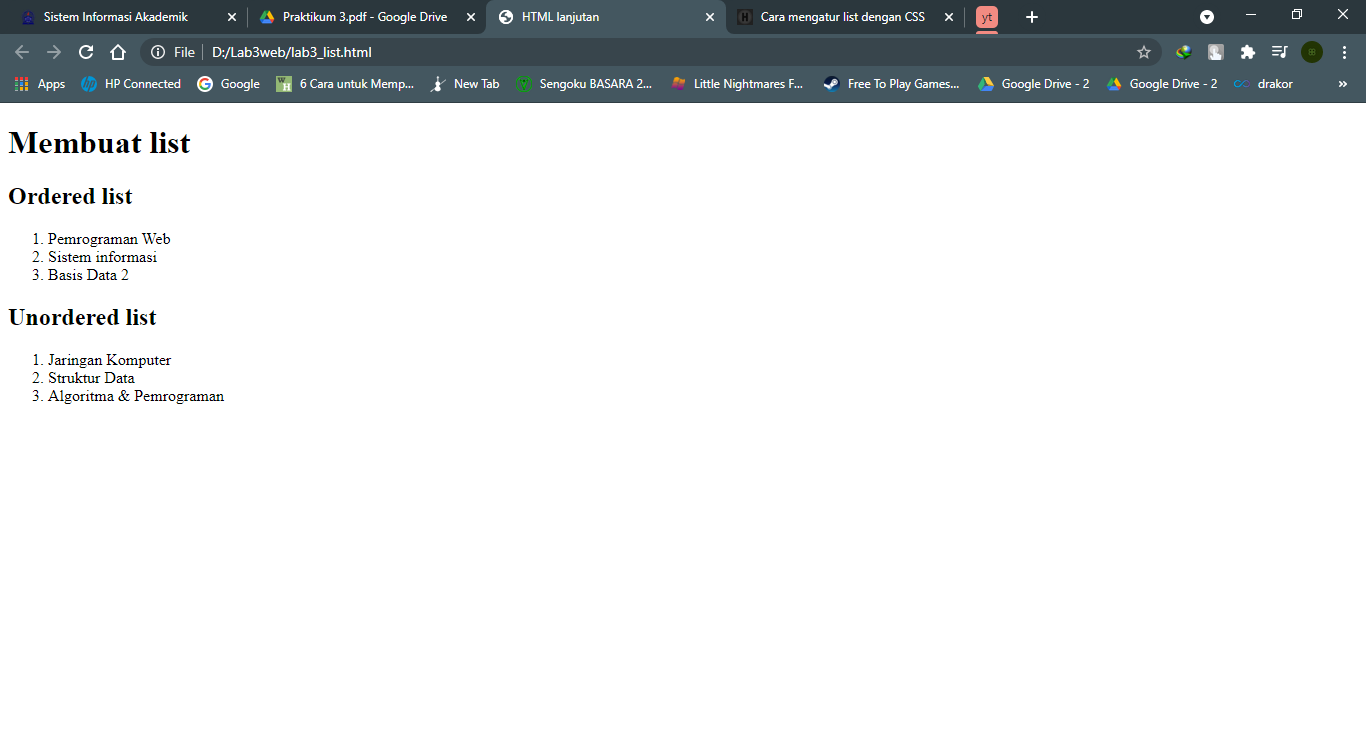 Sistem Informasi Akademik
Praktikum 3.pdf - Google Drive
HTML lanjutan
Cara mengatur list dengan CSS
yt
File
D:/Lab3web/lab3_list.html
Apps
HP Connected
Google
6 Cara untuk Memp...
New Tab
Sengoku BASARA 2...
Little Nightmares F...
Free To Play Games...
Google Drive - 2
Google Drive - 2
drakor
»
Membuat list
Ordered list
1. Pemrograman Web
2. Sistem informasi
3. Basis Data 2
Unordered list
1. Jaringan Komputer
2. Struktur Data
3. Algoritma & Pemrograman